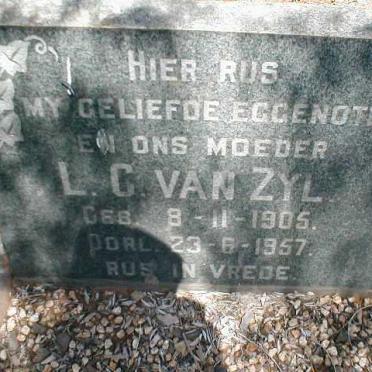 HIER RUS
MY GELIEFDE EGGENOTE
EN ONS MOEDER
L. C. VAN ZYL
GEB. 8-11-1905.
OORL. 23-6-1957.
RUS IN VREDE.